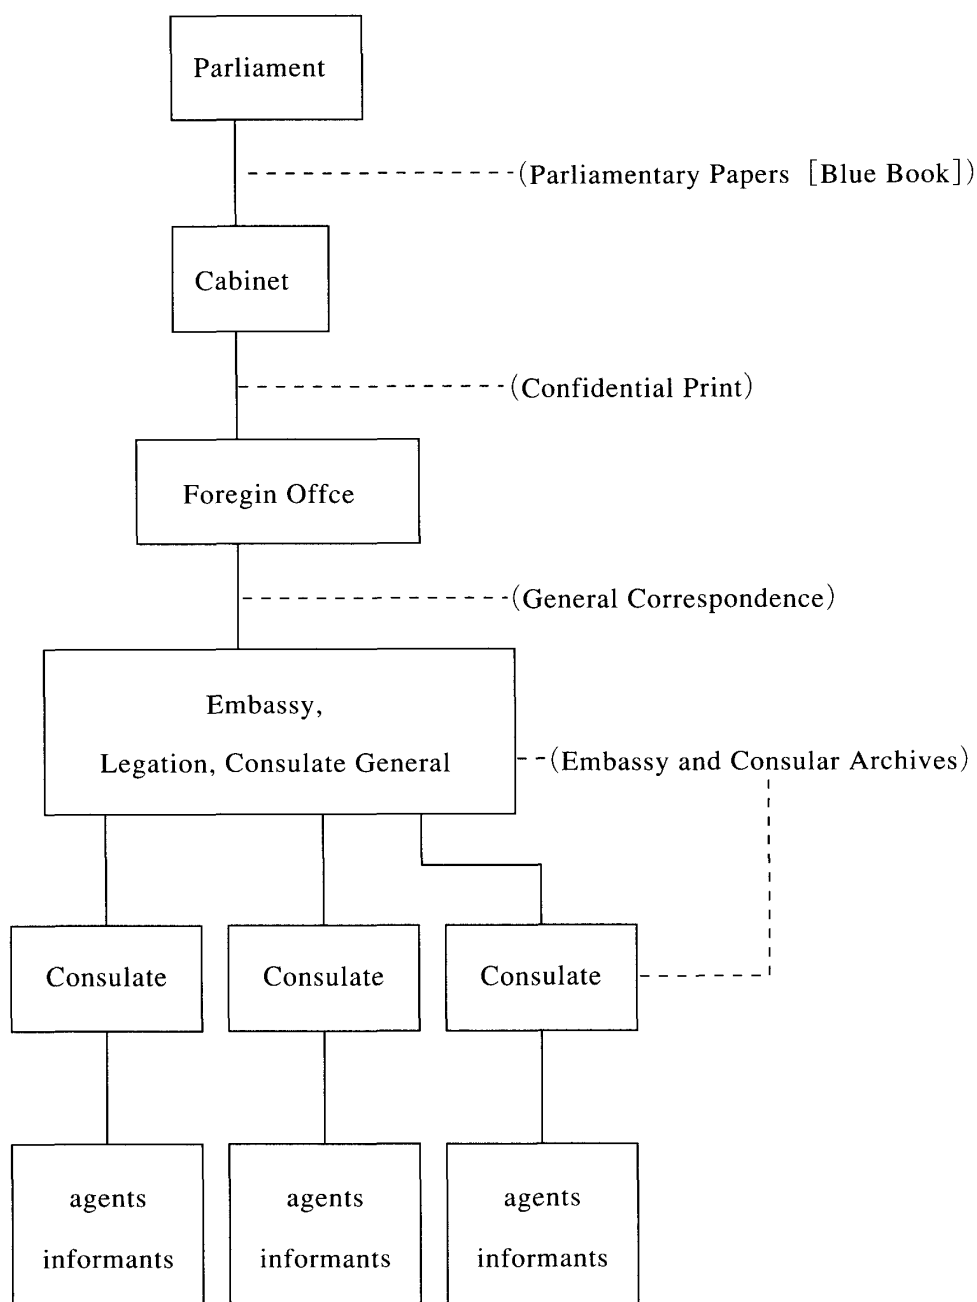 Parliament
(Parliamentary Papers [Blue Book])
Cabinet
(Confidential Print)
Foregin Offce
(General Correspondence)
Embassy,
Legation, Consulate General
(Embassy and Consular Archives)
Consulate
Consulate
Consulate
agents
informants
agents
informants
agents
informants